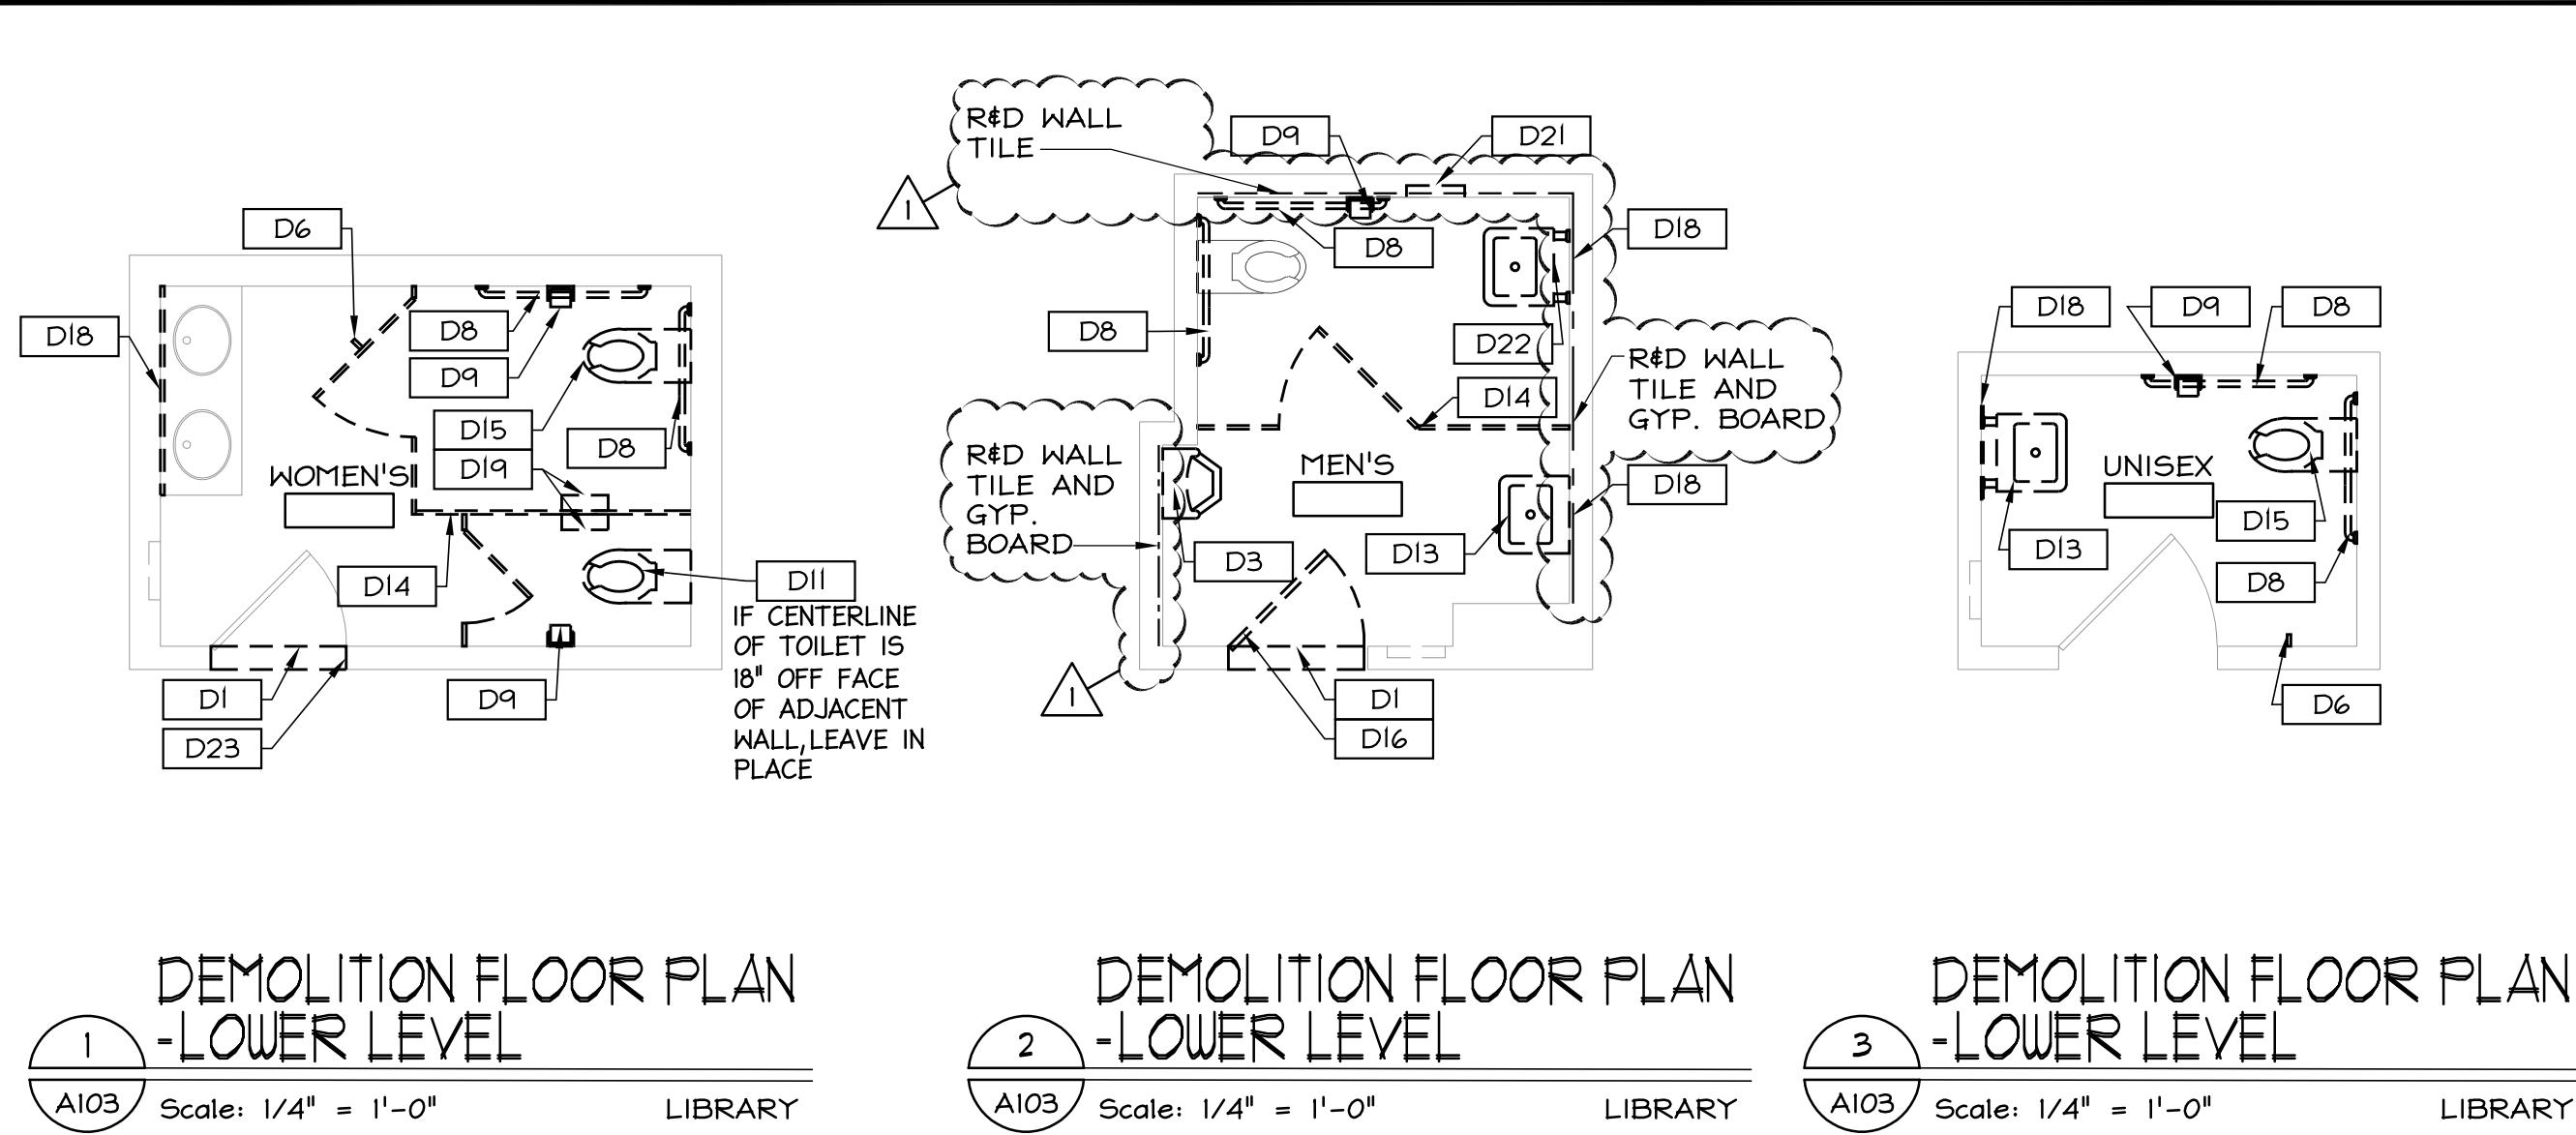 D6
D18
D8
D9
D15
D19
D8
WOMEN'S
D14
D11
IF CENTERLINE
OF TOILET IS
18" OFF FACE
OF ADJACENT
WALL, LEAVE IN
PLACE
D1
D23
D9
DEMOLITION FLOOR PLAN
-LOWER LEVEL
1
A103
Scale: 1/4" = 1'-0"
LIBRARY
R&D WALL
TILE
1
D9
D21
D18
D8
D8
D22
D14
R&D WALL
TILE AND
GYP. BOARD
R&D WALL
TILE AND
GYP.
BOARD
MEN'S
D18
D3
D13
1
D1
D16
DEMOLITION FLOOR PLAN
-LOWER LEVEL
2
A103
Scale: 1/4" = 1'-0"
LIBRARY
D18
D9
D8
UNISEX
D15
D13
D8
D6
DEMOLITION FLOOR PLAN
-LOWER LEVEL
3
A103
Scale: 1/4" = 1'-0"
LIBRARY